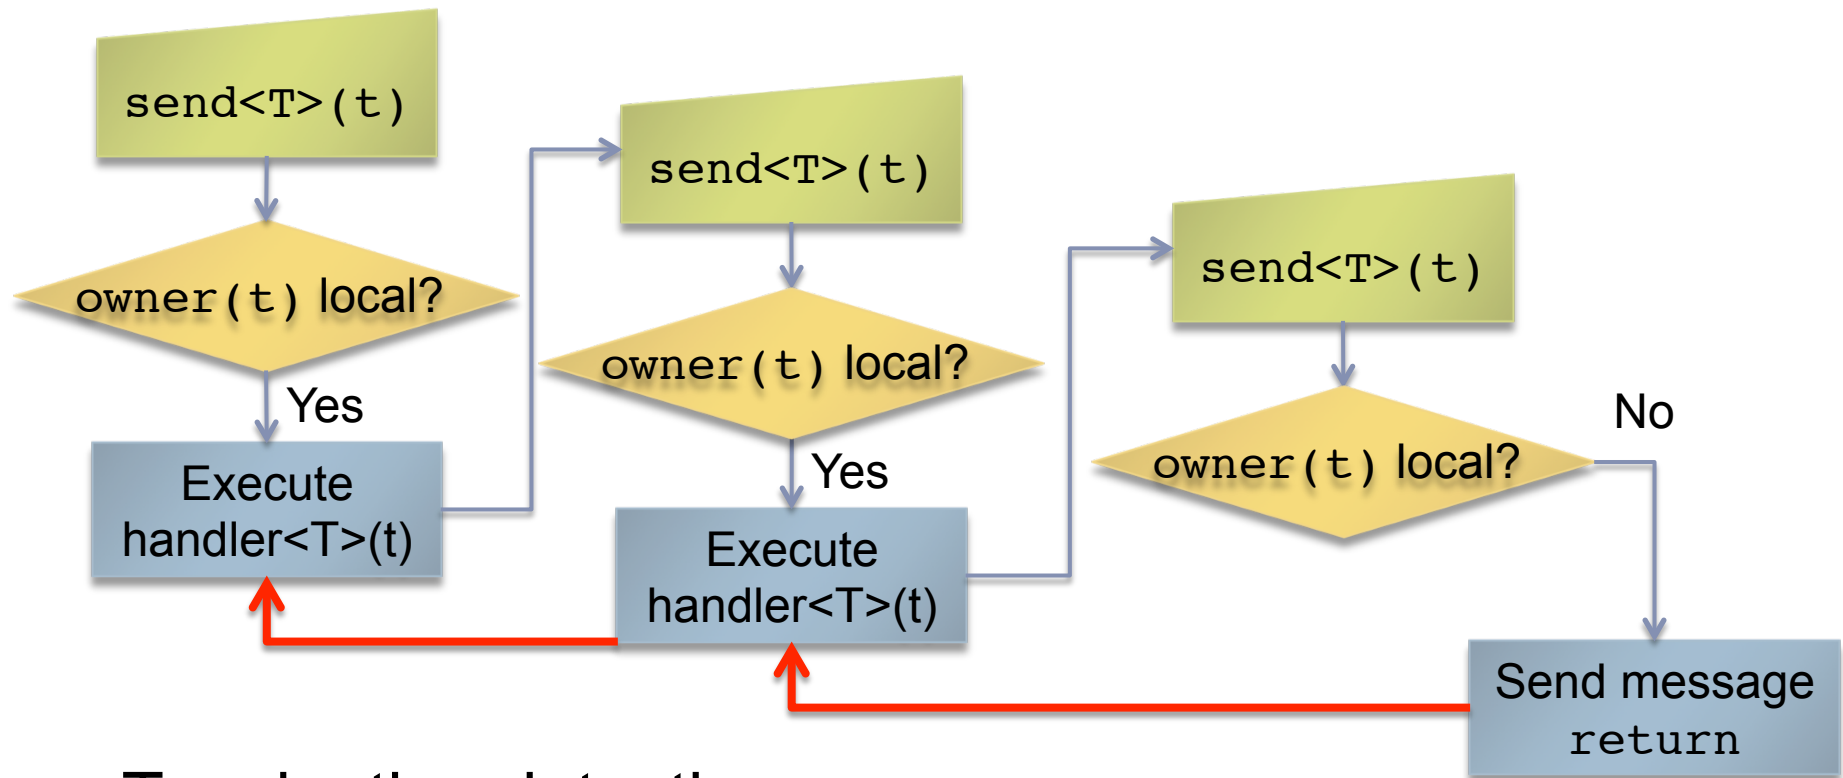 send<T>(t)
owner(t) local?
Yes
Execute
handler<T>(t)
send<T>(t)
owner(t) local?
Yes
Execute
handler<T>(t)
send<T>(t)
owner(t) local?
No
Send message
return